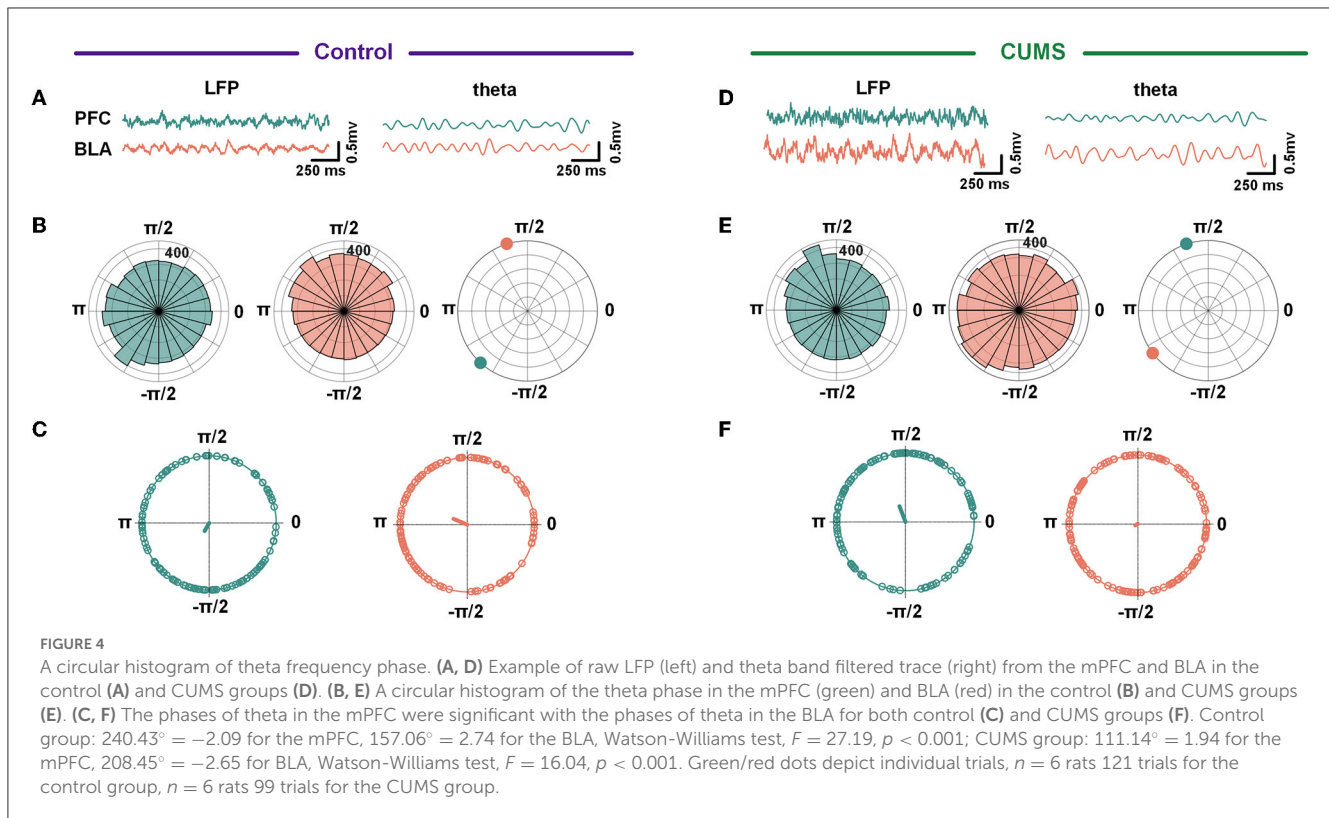 Control
CUMS
A
LFP
theta
PFC
BLA
250 ms
0.5mv
250 ms
0.5mv
D
LFP
theta
250 ms
0.5mv
250 ms
0.5mv
B
π/2
400
π
0
-π/2
π/2
400
π
0
-π/2
π/2
π
0
-π/2
E
π/2
400
π
0
-π/2
π/2
400
π
0
-π/2
π/2
π
0
-π/2
C
π/2
π
0
-π/2
π/2
π
0
-π/2
F
π/2
π
0
-π/2
π/2
π
0
-π/2
FIGURE 4
A circular histogram of theta frequency phase. (A, D) Example of raw LFP (left) and theta band filtered trace (right) from the mPFC and BLA in the
control (A) and CUMS groups (D). (B, E) A circular histogram of the theta phase in the mPFC (green) and BLA (red) in the control (B) and CUMS groups
(E). (C, F) The phases of theta in the mPFC were significant with the phases of theta in the BLA for both control (C) and CUMS groups (F). Control
group: 240.43° = −2.09 for the mPFC, 157.06° = 2.74 for the BLA, Watson-Williams test, F = 27.19, p < 0.001; CUMS group: 111.14° = 1.94 for the
mPFC, 208.45° = −2.65 for BLA, Watson-Williams test, F = 16.04, p < 0.001. Green/red dots depict individual trials, n = 6 rats 121 trials for the
control group, n = 6 rats 99 trials for the CUMS group.